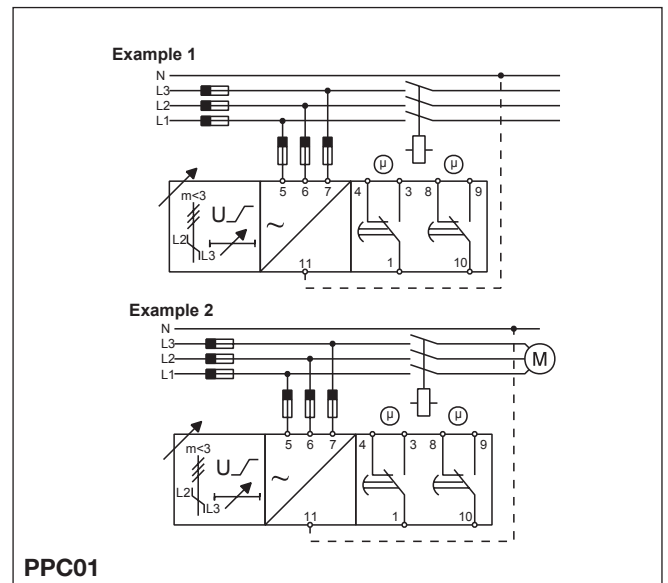 Example 1
N
L3
L2
L1
µ µ
5 6 7 4 3 8 9
m<3
U
L2
L3
~
11 1 10
Example 2
N
L3
L2
L1
M
µ µ
5 6 7 4 3 8 9
m<3
U
L2
L3
~
11 1 10
PPC01